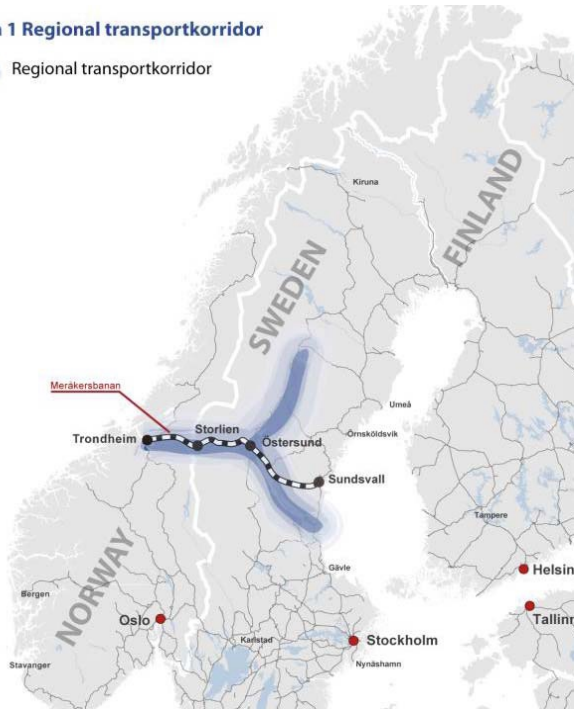 1 Regional transportkorridor
Regional transportkorridor
Kiruna
FINLAND
SWEDEN
Meråkersbanan
Umeå
Storlien
Trondheim
Östersund
Örnsköldsvik
Sundsvall
Tampere
NORWAY
Gävle
Helsin
Bergen
Tallinn
Oslo
Karlstad
Stockholm
Stavanger
Nynäshamn